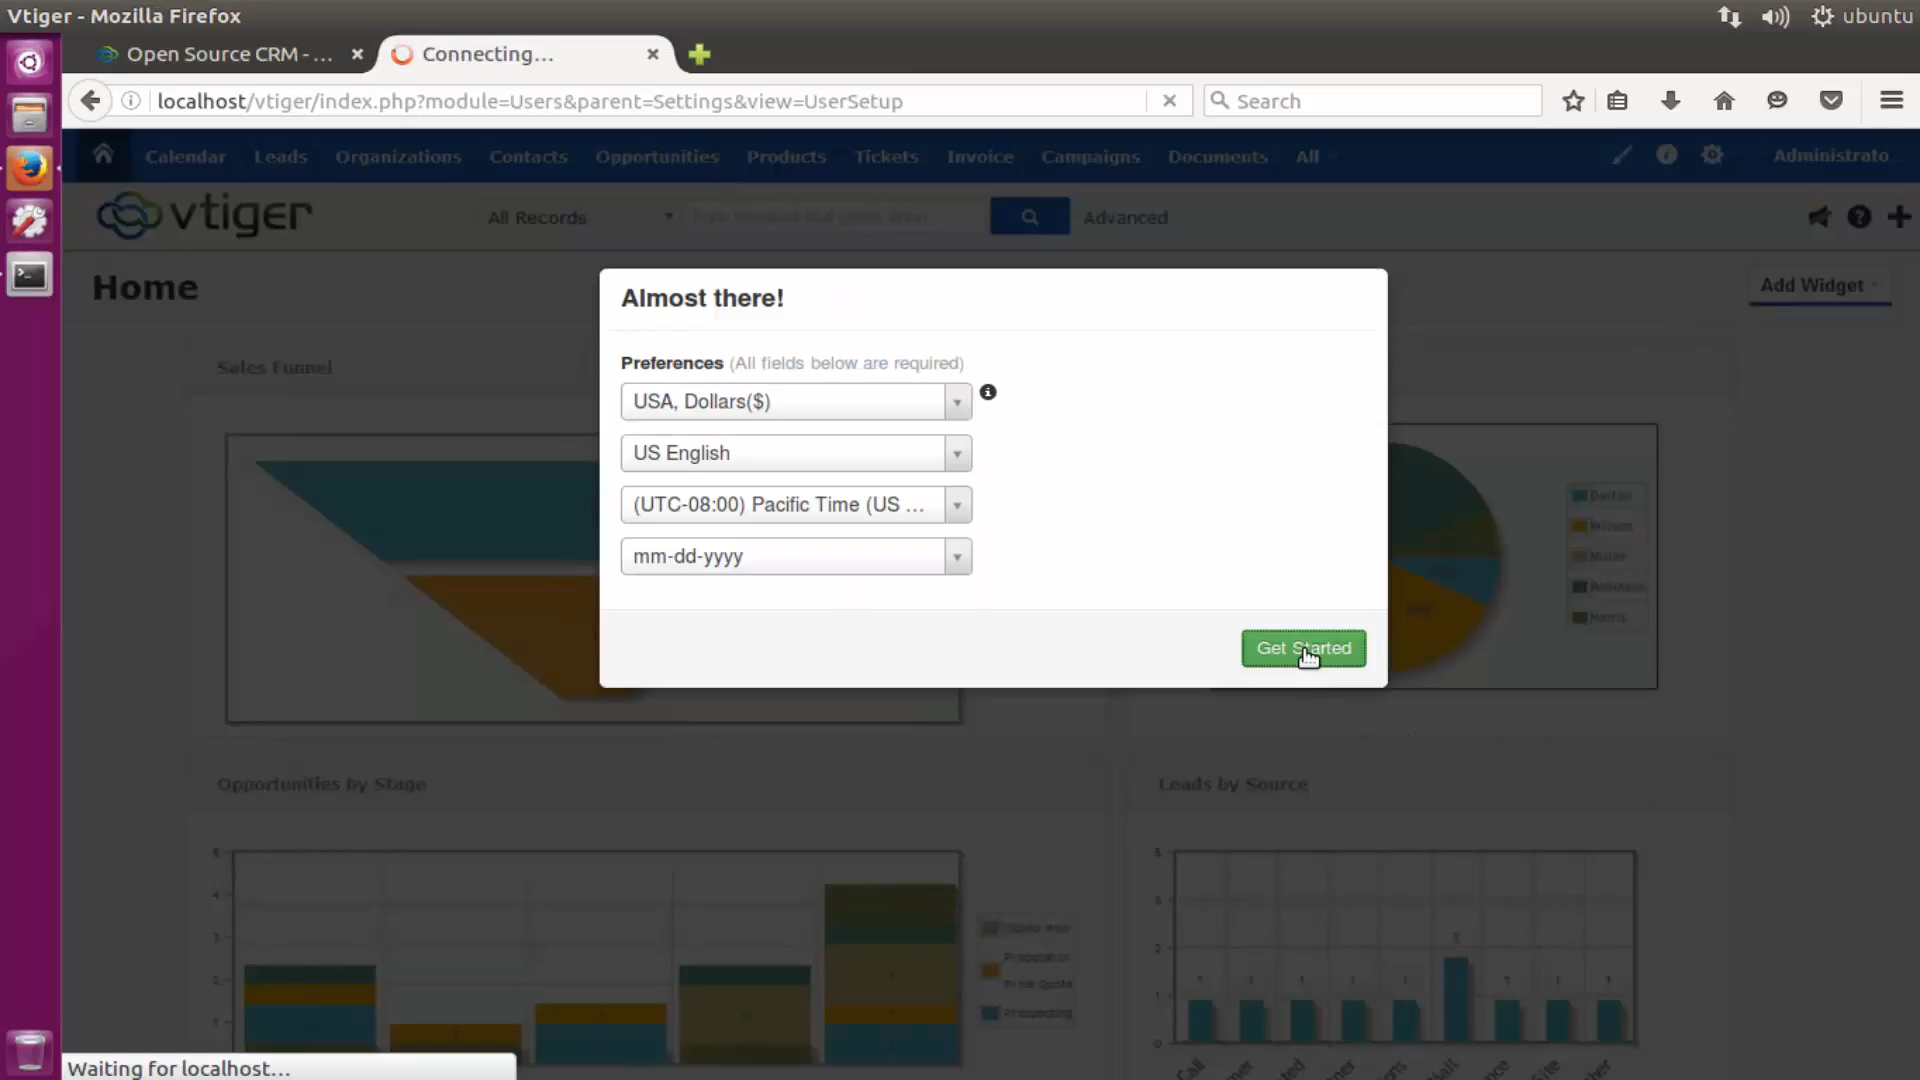 Vtiger - Mozilla Firefox
ubuntu
Open Source CRM - ...
Connecting...
localhost/vtiger/index.php?module=Users&parent=Settings&view=UserSetup
Search
Calendar Leads Organizations Contacts Opportunities Products Tickets Invoice Campaigns Documents All
Administrato...
vtiger
All Records
Advanced
Home
Add Widget
Almost there!
Preferences (All fields below are required)
USA, Dollars($)
US English
(UTC-08:00) Pacific Time (US ...
mm-dd-yyyy
Get Started
Sales Funnel
Opportunities by Stage
Prospecting
Leads by Source
Waiting for localhost...